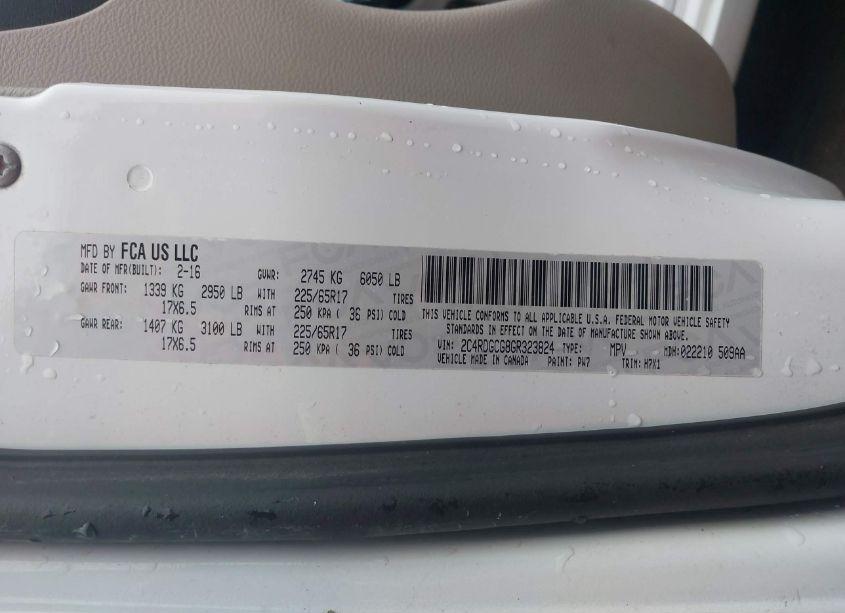 MFD BY FCA US LLC
DATE OF MFR(BUILT): 2-16 GVWR: 2745 KG 6050 LB
GAWR FRONT: 1339 KG 2950 LB WITH 225/65R17 TIRES
17X6.5 RIMS AT 250 KPA ( 36 PSI) COLD
GAWR REAR: 1407 KG 3100 LB WITH 225/65R17 TIRES
17X6.5 RIMS AT 250 KPA ( 36 PSI) COLD
THIS VEHICLE CONFORMS TO ALL APPLICABLE U.S.A. FEDERAL MOTOR VEHICLE SAFETY
STANDARDS IN EFFECT ON THE DATE OF MANUFACTURE SHOWN ABOVE.
VIN: 2C4RDGCG8GR323824 TYPE: MPV MDH: 022210 509AA
VEHICLE MADE IN CANADA PAINT: PW7 TRIM: H7X1